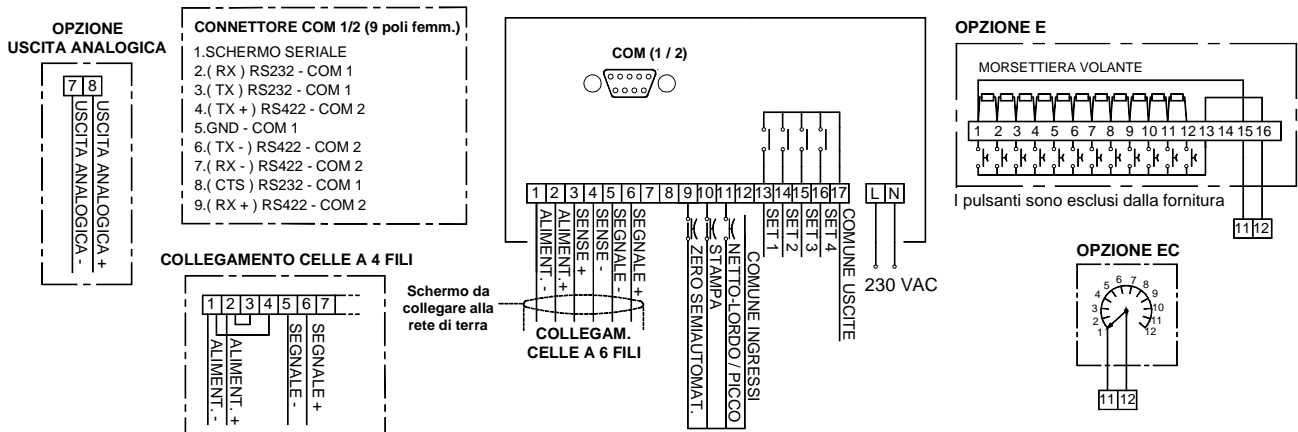 OPZIONE
USCITA ANALOGICA
7 8
USCITA ANALOGICA -
USCITA ANALOGICA +
CONNETTORE COM 1/2 (9 poli femm.)
1.SCHERMO SERIALE
2.( RX ) RS232 - COM 1
3.( TX ) RS232 - COM 1
4.( TX + ) RS422 - COM 2
5.GND - COM 1
6.( TX - ) RS422 - COM 2
7.( RX - ) RS422 - COM 2
8.( CTS ) RS232 - COM 1
9.( RX + ) RS422 - COM 2
COLLEGAMENTO CELLE A 4 FILI
1 2 3 4 5 6 7
ALIMENT. -
ALIMENT. +
SEGNALE -
SEGNALE +
COM (1 / 2)
1 2 3 4 5 6 7 8 9 10 11 12 13 14 15 16 17
L N
ALIMENT. -
ALIMENT.+
SENSE +
SENSE -
SEGNALE -
SEGNALE +
ZERO SEMIAUTOMAT.
STAMPA
NETTO-LORDO / PICCO
COMUNE INGRESSI
SET 1
SET 2
SET 3
SET 4
COMUNE USCITE
230 VAC
Schermo da
collegare alla
rete di terra
COLLEGAM.
CELLE A 6 FILI
OPZIONE E
MORSETTIERA VOLANTE
1 2 3 4 5 6 7 8 9 10 11 12 13 14 15 16
I pulsanti sono esclusi dalla fornitura
11 12
OPZIONE EC
1 2 3 4 5 6 7 8 9 10 11 12
11 12